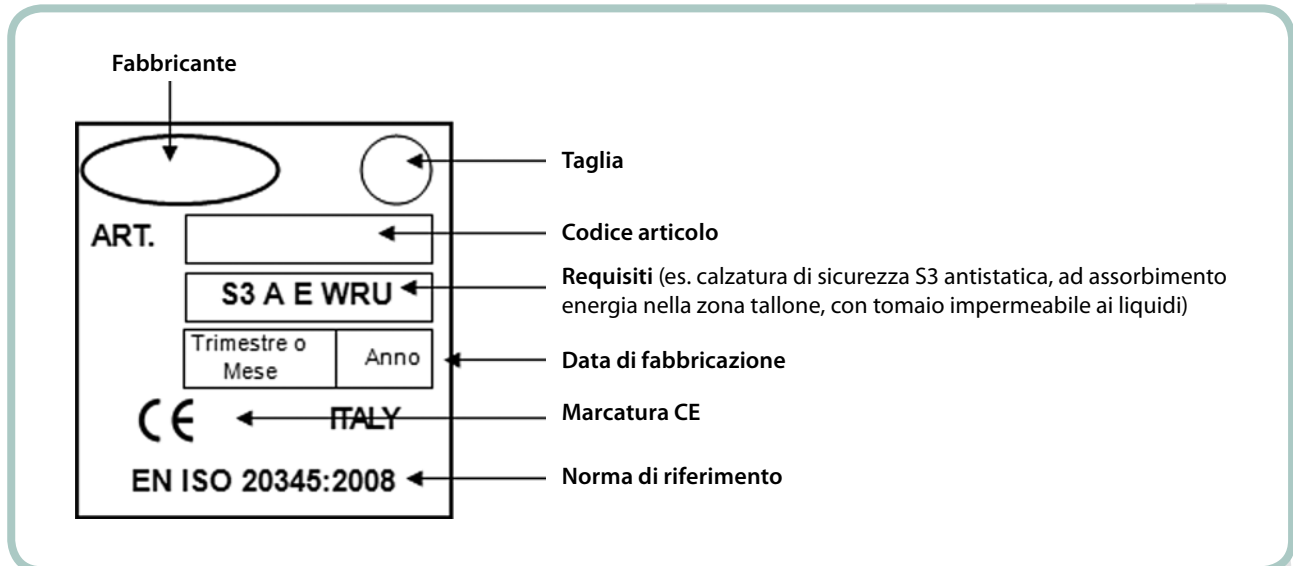 Fabbricante
Taglia
ART.
Codice articolo
S3 A E WRU
Requisiti (es. calzatura di sicurezza S3 antistatica, ad assorbimento
energia nella zona tallone, con tomaio impermeabile ai liquidi)
Trimestre o
Mese
Anno
Data di fabbricazione
CE
ITALY
Marcatura CE
EN ISO 20345:2008
Norma di riferimento